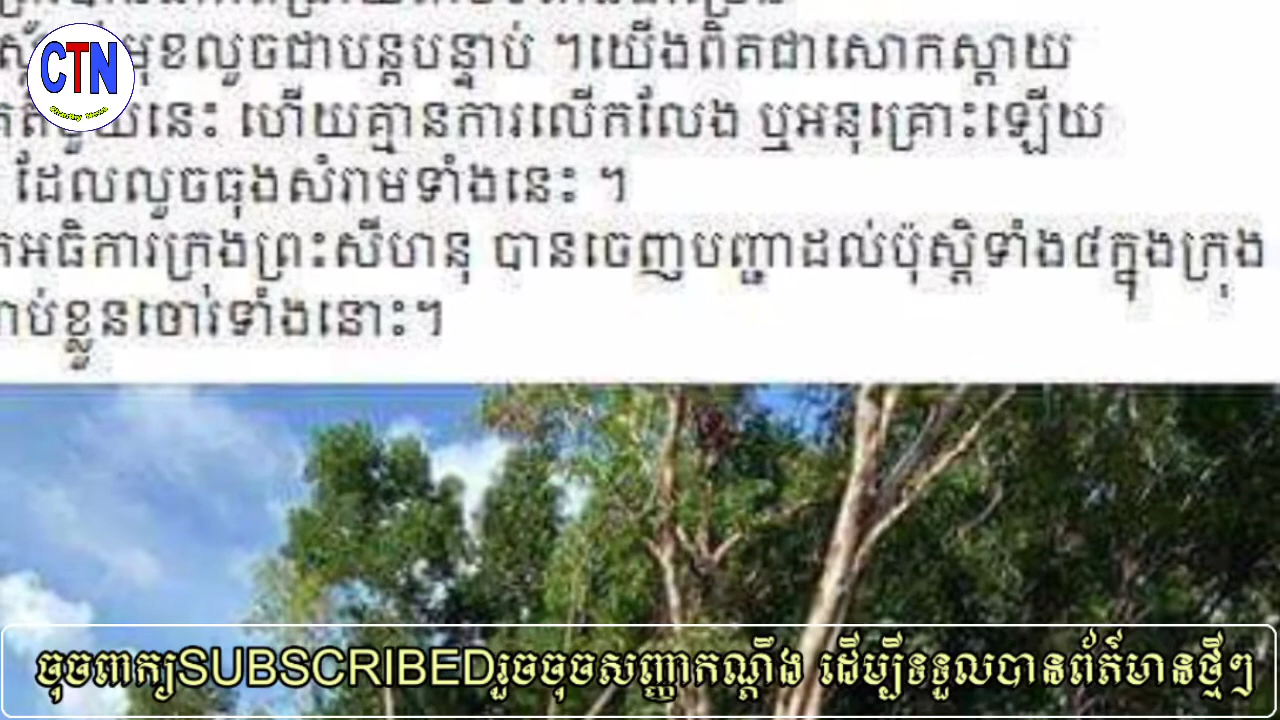 CTN
មុខលួចជាបន្តបន្ទាប់ ។យើងពិតជាសោកស្តាយ
យនេះ ហើយគ្មានការលើកលែង ឬអនុគ្រោះឡើយ
ដែលលួចធុងសំរាមទាំងនេះ ។
អធិការក្រុងព្រះសីហនុ បានចេញបញ្ជាដល់ប៉ុស្តិទាំង៥ក្នុងក្រុង
ាប់ខ្លួនចោរទាំងនោះ។
ចុចពាក្យSUBSCRIBEDរួចចុចសញ្ញាកណ្ដឹង ដើម្បីទទួលបានព័ត៌មានថ្មីៗ